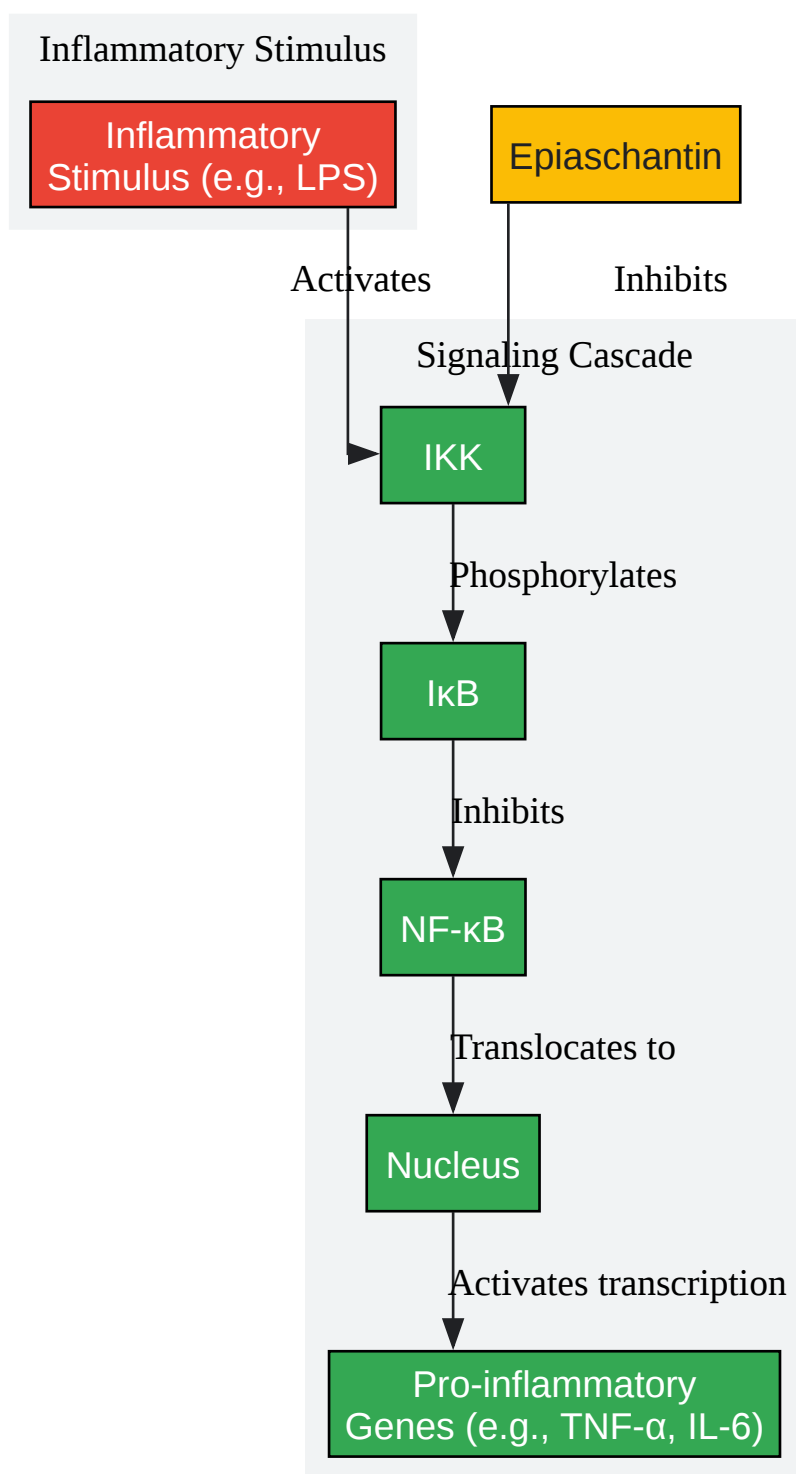 Inflammatory Stimulus
Inflammatory
Stimulus (e.g., LPS)
Epiaschantin
Activates
Inhibits
Signaling Cascade
IKK
Phosphorylates
IκB
Inhibits
NF-κB
Translocates to
Nucleus
Activates transcription
Pro-inflammatory
Genes (e.g., TNF-α, IL-6)